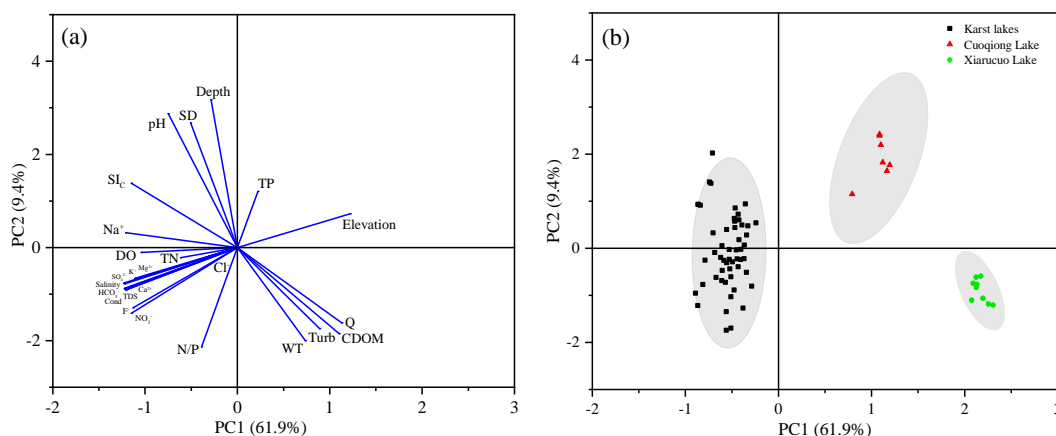 (a)
Depth
pH
SD
SI_C
TP
Elevation
Na⁺
DO
TN
Cl⁻
SO₄²⁻ K⁺ Mg²⁺
Salinity
HCO₃⁻ TDS Ca²⁺
Cond
F⁻
NO₃⁻
N/P
WT
Turb
Q
CDOM
4
2
0
-2
-2
-1
0
1
2
3
PC2 (9.4%)
PC1 (61.9%)
(b)
Karst lakes
Cuoqiong Lake
Xiarucuo Lake
4
2
0
-2
-1
0
1
2
3
PC2 (9.4%)
PC1 (61.9%)